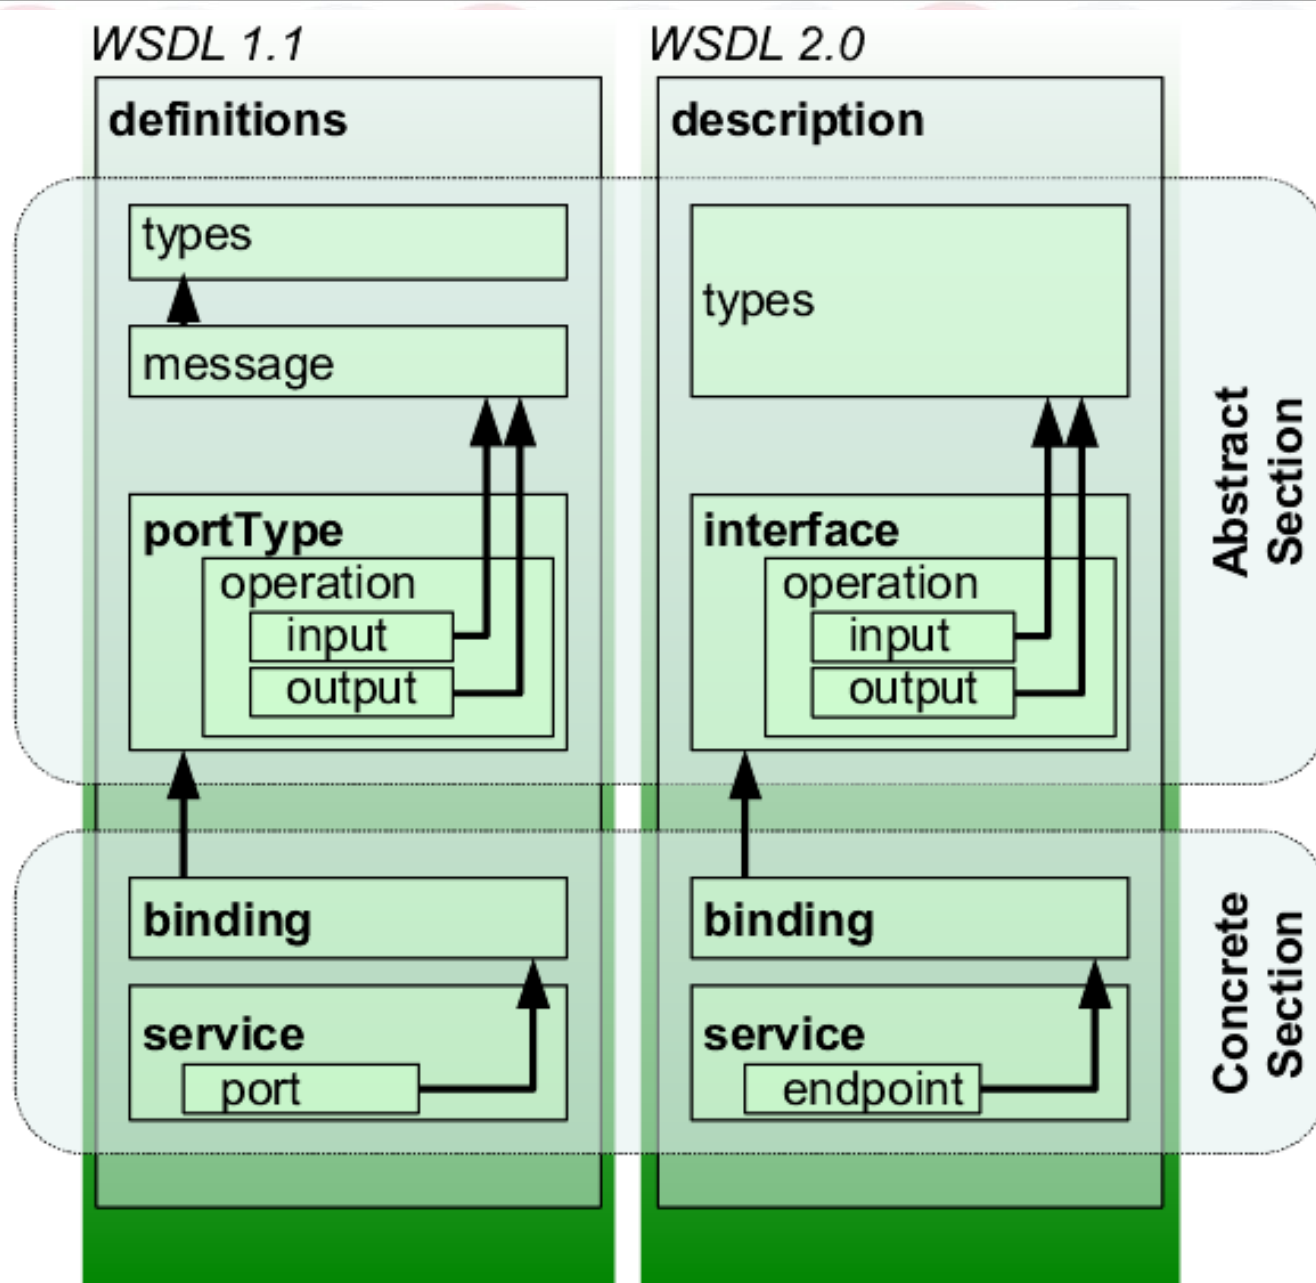 WSDL 1.1
definitions
types
message
portType
operation
input
output
binding
service
port
WSDL 2.0
description
types
interface
operation
input
output
binding
service
endpoint
Abstract
Section
Concrete
Section